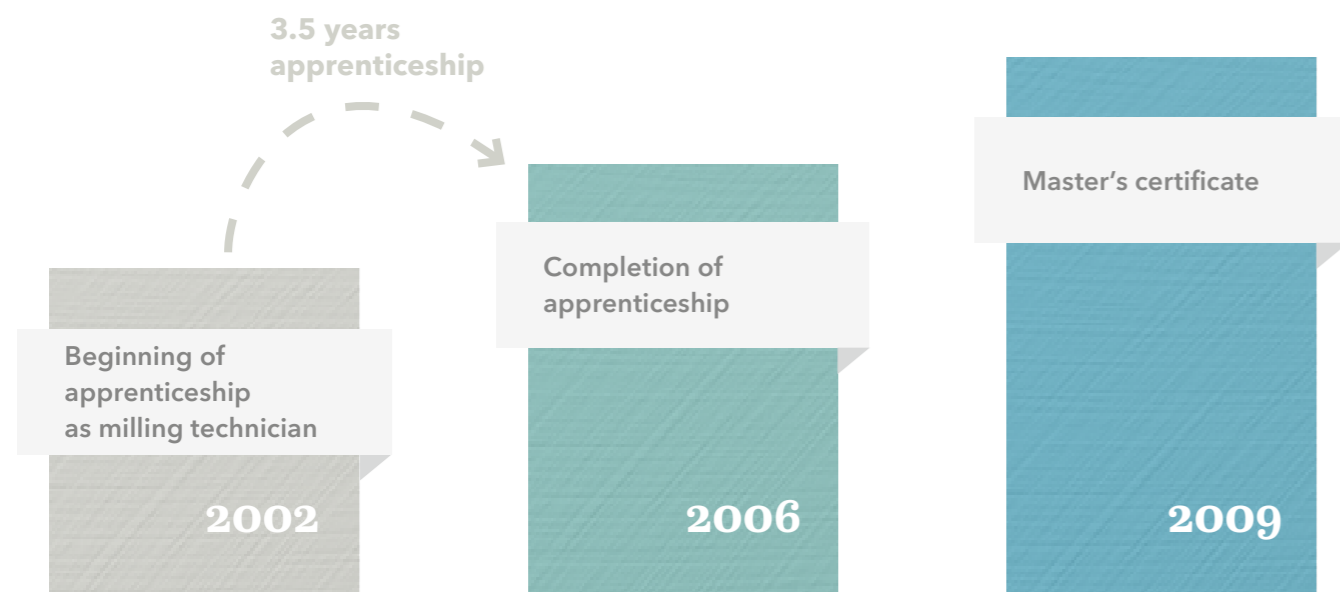 3.5 years
apprenticeship
Beginning of
apprenticeship
as milling technician
2002
Completion of
apprenticeship
2006
Master’s certificate
2009